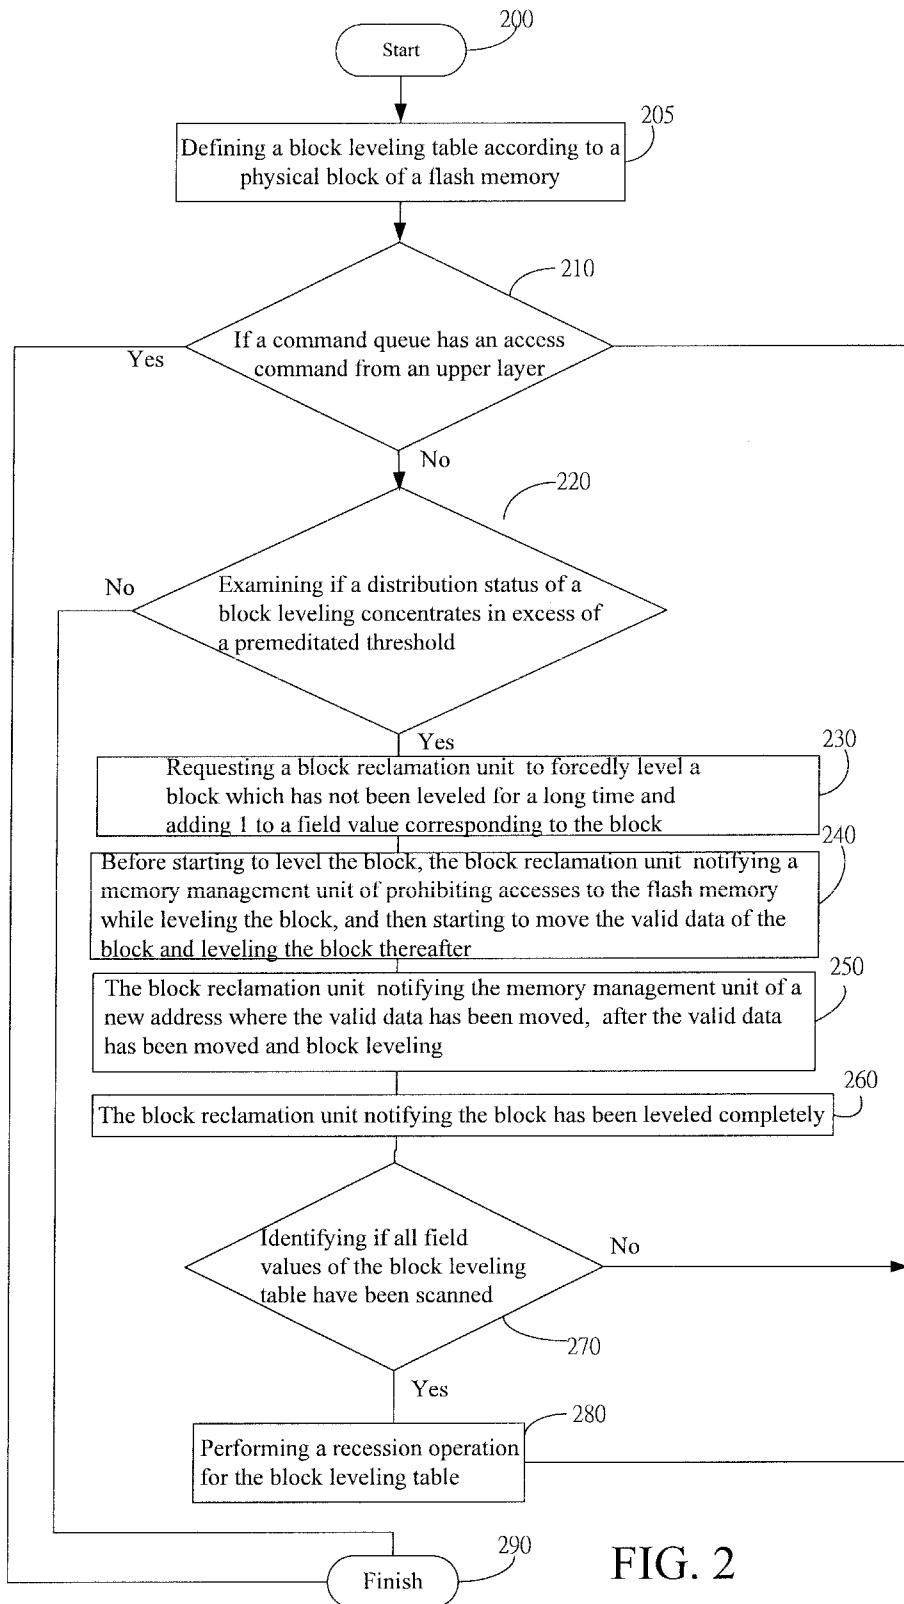 200
Start
205
Defining a block leveling table according to a
physical block of a flash memory
210
If a command queue has an access
command from an upper layer
Yes
No
220
No
Examining if a distribution status of a
block leveling concentrates in excess of
a premeditated threshold
Yes
230
Requesting a block reclamation unit to forcedly level a
block which has not been leveled for a long time and
adding 1 to a field value corresponding to the block
240
Before starting to level the block, the block reclamation unit notifying a
memory management unit of prohibiting accesses to the flash memory
while leveling the block, and then starting to move the valid data of the
block and leveling the block thereafter
250
The block reclamation unit notifying the memory management unit of a
new address where the valid data has been moved, after the valid data
has been moved and block leveling
260
The block reclamation unit notifying the block has been leveled completely
Identifying if all field
values of the block leveling
table have been scanned
No
270
Yes
280
Performing a recession operation
for the block leveling table
290
Finish
FIG. 2